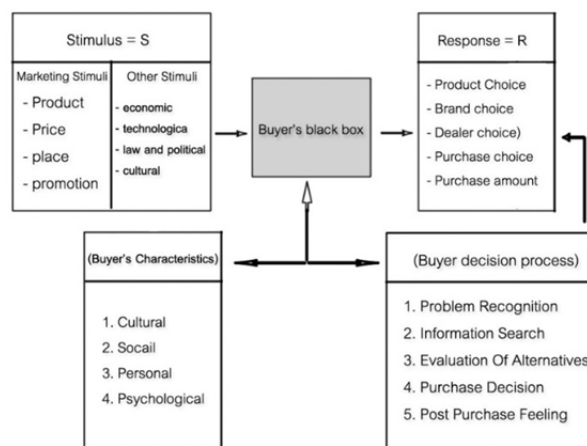 Stimulus = S
Marketing Stimuli
- Product
- Price
- place
- promotion
Other Stimuli
- economic
- technologica
- law and political
- cultural
Buyer's black box
Response = R
- Product Choice
- Brand choice
- Dealer choice)
- Purchase choice
- Purchase amount
(Buyer's Characteristics)
1. Cultural
2. Socail
3. Personal
4. Psychological
(Buyer decision process)
1. Problem Recognition
2. Information Search
3. Evaluation Of Alternatives
4. Purchase Decision
5. Post Purchase Feeling